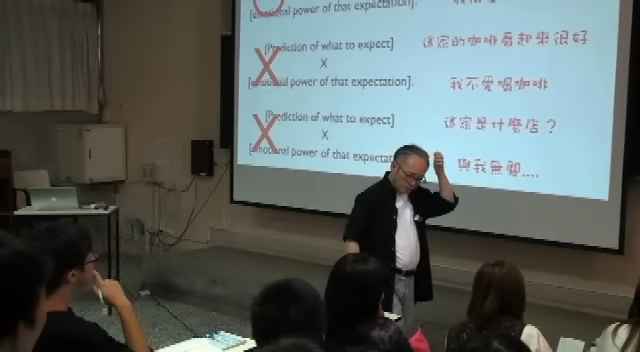 [emotional power of that expectation].
[Prediction of what to expect] 這家的咖啡看起來很好
X
[emotional power of that expectation]. 我不愛喝咖啡
[Prediction of what to expect] 這家是什麼店？
X
[emotional power of that expectat 與我無關....